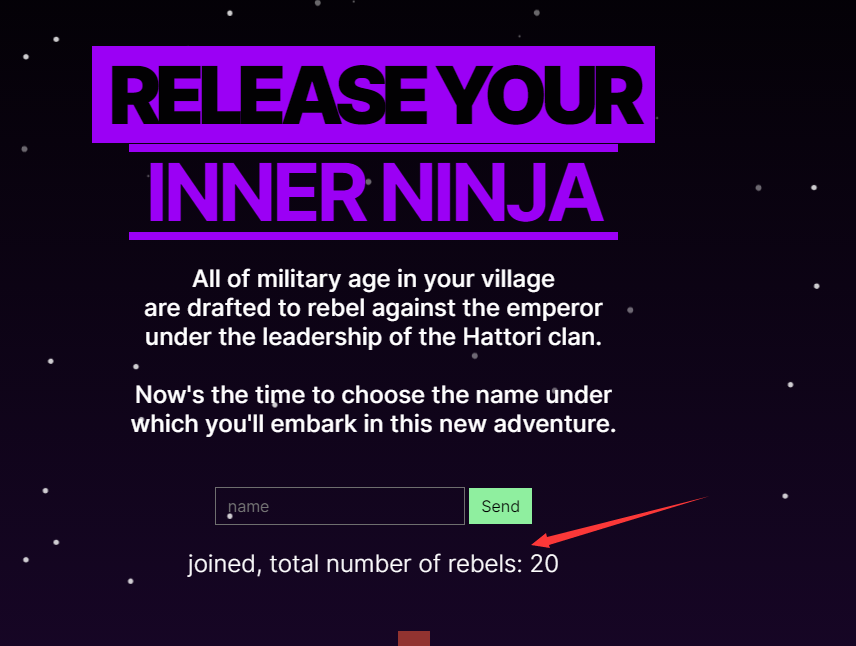 RELEASE YOUR
INNER NINJA
All of military age in your village
are drafted to rebel against the emperor
under the leadership of the Hattori clan.
Now's the time to choose the name under
which you'll embark in this new adventure.
name Send
joined, total number of rebels: 20